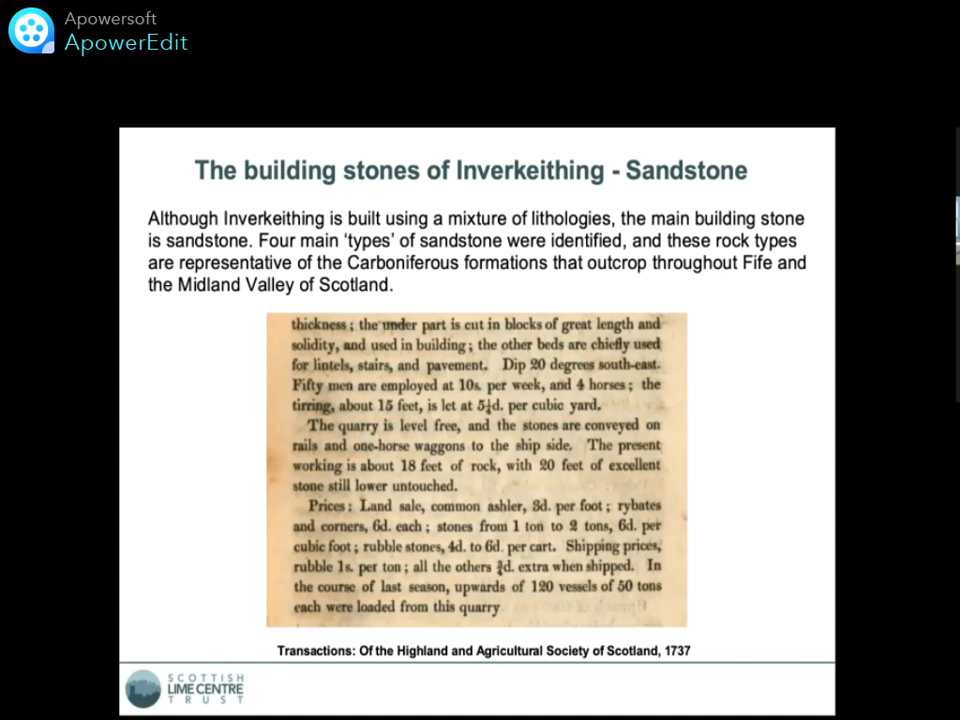 Apowersoft
ApowerEdit
The building stones of Inverkeithing - Sandstone
Although Inverkeithing is built using a mixture of lithologies, the main building stone
is sandstone. Four main ‘types’ of sandstone were identified, and these rock types
are representative of the Carboniferous formations that outcrop throughout Fife and
the Midland Valley of Scotland.
thickness; the under part is cut in blocks of great length and
solidity, and used in building; the other beds are chiefly used
for lintels, stairs, and pavement. Dip 20 degrees south-east.
Fifty men are employed at 10s. per week, and 4 horses; the
tirring, about 15 feet, is let at 5½d. per cubic yard.
The quarry is level free, and the stones are conveyed on
rails and one-horse waggons to the ship side. The present
working is about 18 feet of rock, with 20 feet of excellent
stone still lower untouched.
Prices: Land sale, common ashler, 3d. per foot; rybates
and corners, 6d. each; stones from 1 ton to 2 tons, 6d. per
cubic foot; rubble stones, 4d. to 6d. per cart. Shipping prices,
rubble 1s. per ton; all the others ¾d. extra when shipped. In
the course of last season, upwards of 120 vessels of 50 tons
each were loaded from this quarry
Transactions: Of the Highland and Agricultural Society of Scotland, 1737
SCOTTISH
LIME CENTRE
TRUST